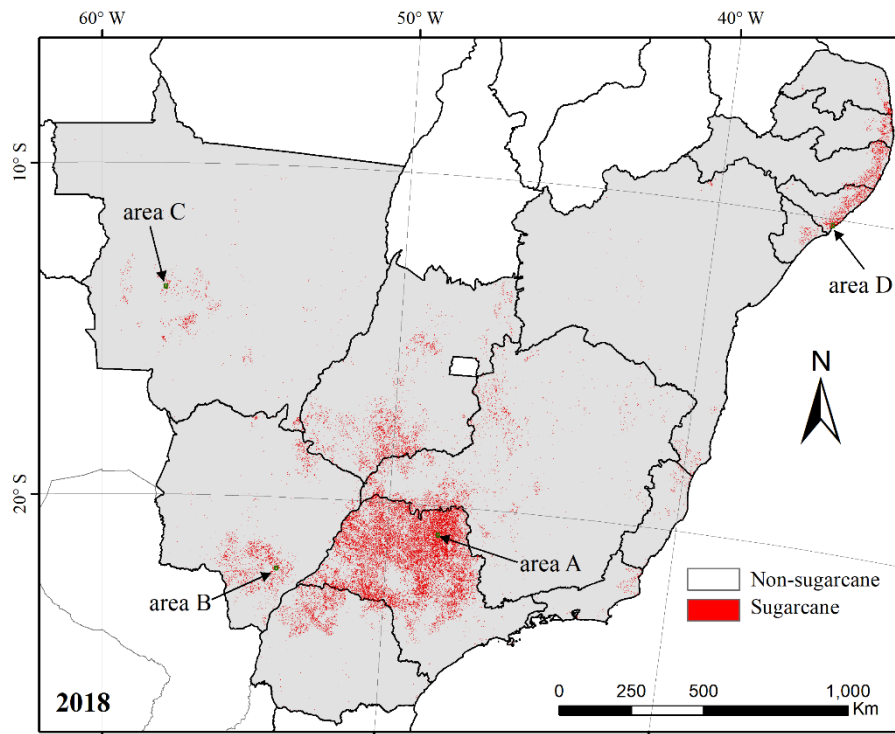 60° W
50° W
40° W
10° S
area C
area D
N
20° S
area A
area B
Non-sugarcane
Sugarcane
2018
0 250 500 1,000
Km